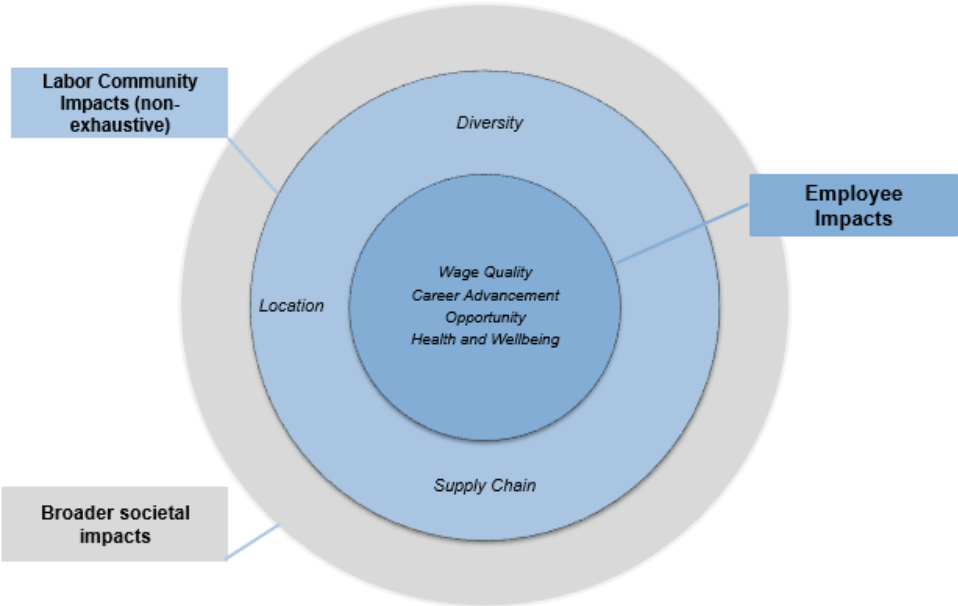 Labor Community
Impacts (non-
exhaustive)
Diversity
Employee
Impacts
Wage Quality
Career Advancement
Opportunity
Health and Wellbeing
Location
Supply Chain
Broader societal
impacts